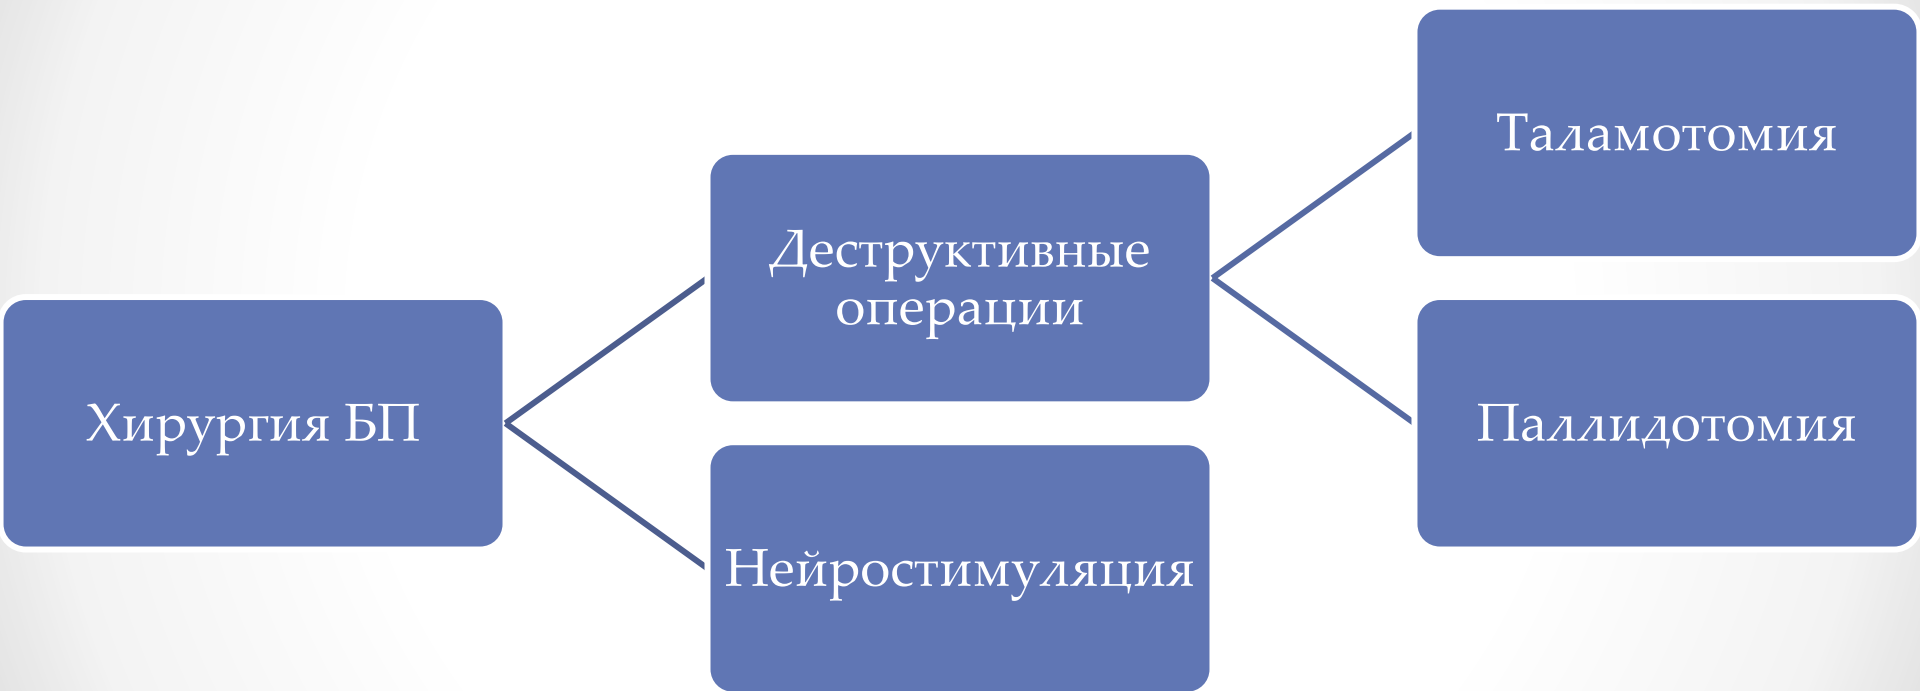 Хирургия БП
Деструктивные
операции
Нейростимуляция
Таламотомия
Паллидотомия